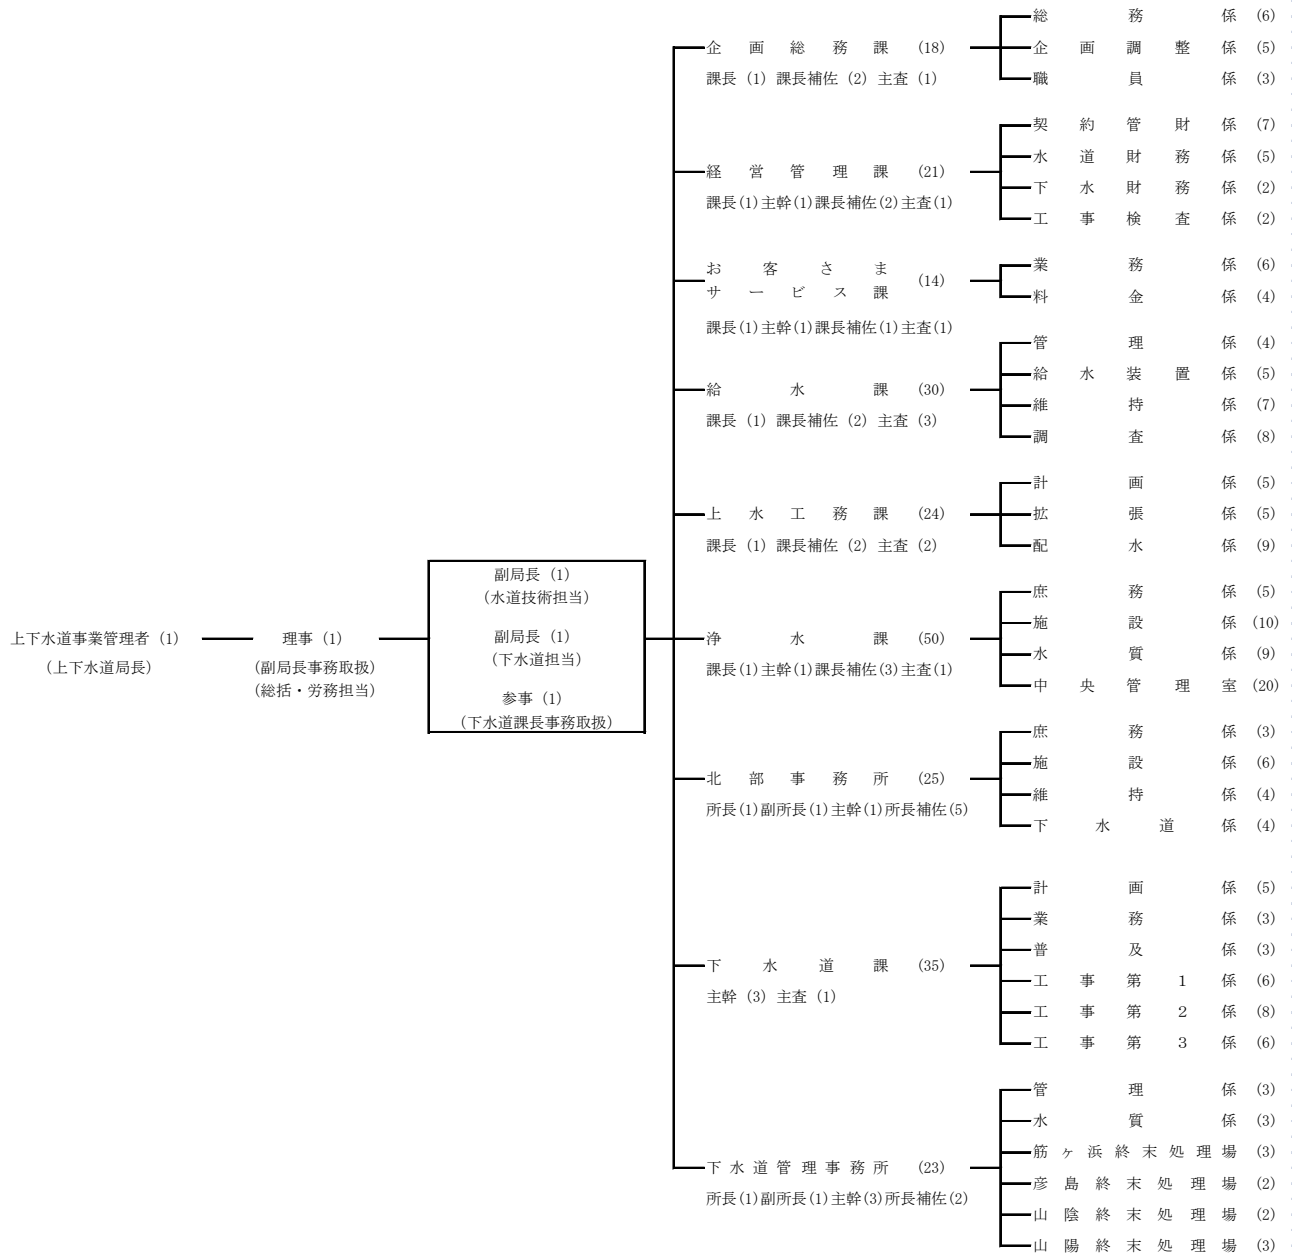 上下水道事業管理者 (1)
(上下水道局長)
理事 (1)
(副局長事務取扱)
(総括・労務担当)
副局長 (1)
(水道技術担当)
副局長 (1)
(下水道担当)
参事 (1)
(下水道課長事務取扱)
企画総務課 (18)
課長 (1) 課長補佐 (2) 主査 (1)
総務係 (6)
企画調整係 (5)
職員係 (3)
経営管理課 (21)
課長(1)主幹(1)課長補佐(2)主査(1)
契約管財係 (7)
水道財務係 (5)
下水財務係 (2)
工事検査係 (2)
お客さま
サービス課 (14)
課長(1)主幹(1)課長補佐(1)主査(1)
業務係 (6)
料金係 (4)
給水課 (30)
課長 (1) 課長補佐 (2) 主査 (3)
管理係 (4)
給水装置係 (5)
維持係 (7)
調査係 (8)
上水工務課 (24)
課長 (1) 課長補佐 (2) 主査 (2)
計画係 (5)
拡張係 (5)
配水係 (9)
浄水課 (50)
課長(1)主幹(1)課長補佐(3)主査(1)
庶務係 (5)
施設係 (10)
水質係 (9)
中央管理室 (20)
北部事務所 (25)
所長(1)副所長(1)主幹(1)所長補佐(5)
庶務係 (3)
施設係 (6)
維持係 (4)
下水道係 (4)
下水道課 (35)
主幹 (3) 主査 (1)
計画係 (5)
業務係 (3)
普及係 (3)
工事第1係 (6)
工事第2係 (8)
工事第3係 (6)
下水道管理事務所 (23)
所長(1)副所長(1)主幹(3)所長補佐(2)
管理係 (3)
水質係 (3)
筋ヶ浜終末処理場 (3)
彦島終末処理場 (2)
山陰終末処理場 (2)
山陽終末処理場 (3)